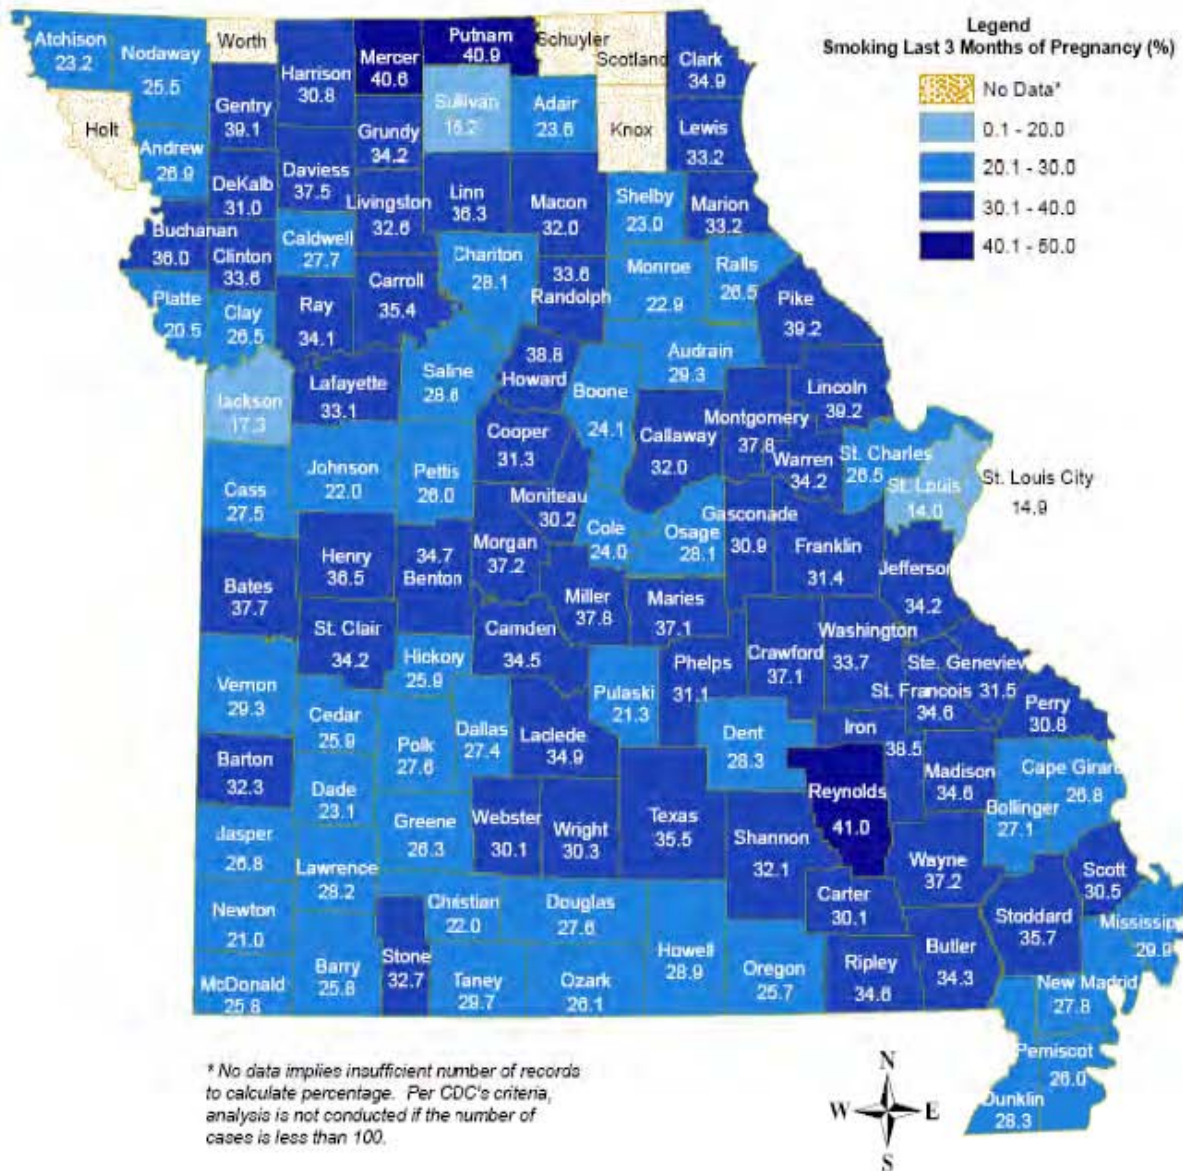 Legend
Smoking Last 3 Months of Pregnancy (%)
No Data*
0.1 - 20.0
20.1 - 30.0
30.1 - 40.0
40.1 - 50.0
Atchison
23.2
Nodaway
25.5
Worth
Harrison
30.8
Mercer
40.6
Putnam
40.9
Schuyler
Scotland
Clark
34.9
Holt
Gentry
39.1
Sullivan
Adair
23.6
Knox
Lewis
33.2
Andrew
26.9
Grundy
34.2
DeKalb
31.0
Daviess
37.5
Livingston
32.6
Linn
36.3
Macon
32.0
Shelby
23.0
Marion
33.2
Buchanan
36.0
Clinton
33.6
Caldwell
27.7
Carroll
35.4
Chariton
28.1
33.6
Randolph
Monroe
22.9
Ralls
26.5
Pike
39.2
Platte
20.5
Clay
26.5
Ray
34.1
Saline
28.6
38.8
Howard
Boone
24.1
Audrain
29.3
Jackson
17.3
Lafayette
33.1
Cooper
31.3
Callaway
32.0
Montgomery
37.8
Lincoln
39.2
Warren
34.2
St. Charles
26.5
St. Louis
14.0
St. Louis City
14.9
Cass
27.5
Johnson
22.0
Pettis
26.0
Moniteau
30.2
Cole
24.0
Osage
28.1
Gasconade
30.9
Franklin
31.4
Jefferson
34.2
Bates
37.7
Henry
36.5
34.7
Benton
Morgan
37.2
Miller
37.8
Maries
37.1
St. Clair
34.2
Hickory
25.9
Camden
34.5
Pulaski
21.3
Phelps
31.1
Crawford
37.1
Washington
33.7
Ste. Geneviev
31.5
St. Francois
34.6
Perry
30.8
Vernon
29.3
Cedar
25.9
Polk
27.6
Dallas
27.4
Laclede
34.9
Dent
28.3
Iron
38.5
Madison
34.6
Cape Girard
26.8
Bollinger
27.1
Barton
32.3
Dade
23.1
Greene
26.3
Webster
30.1
Wright
30.3
Texas
35.5
Shannon
32.1
Reynolds
41.0
Wayne
37.2
Scott
30.5
Jasper
26.8
Lawrence
28.2
Christian
22.0
Douglas
27.6
Howell
28.9
Carter
30.1
Butler
34.3
Stoddard
35.7
Mississip
29.9
Newton
21.0
McDonald
25.8
Barry
25.8
Stone
32.7
Taney
29.7
Ozark
26.1
Oregon
25.7
Ripley
34.6
New Madrid
27.8
Pemiscot
26.0
Dunklin
28.3
* No data implies insufficient number of records
to calculate percentage. Per CDC's criteria,
analysis is not conducted if the number of
cases is less than 100.
N
W E
S